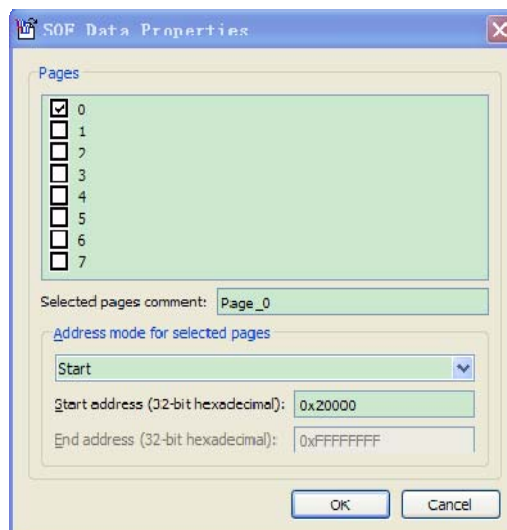 SOF Data Properties
Pages
0
1
2
3
4
5
6
7
Selected pages comment: Page_0
Address mode for selected pages
Start
Start address (32-bit hexadecimal): 0x20000
End address (32-bit hexadecimal): 0xFFFFFFFF
OK Cancel